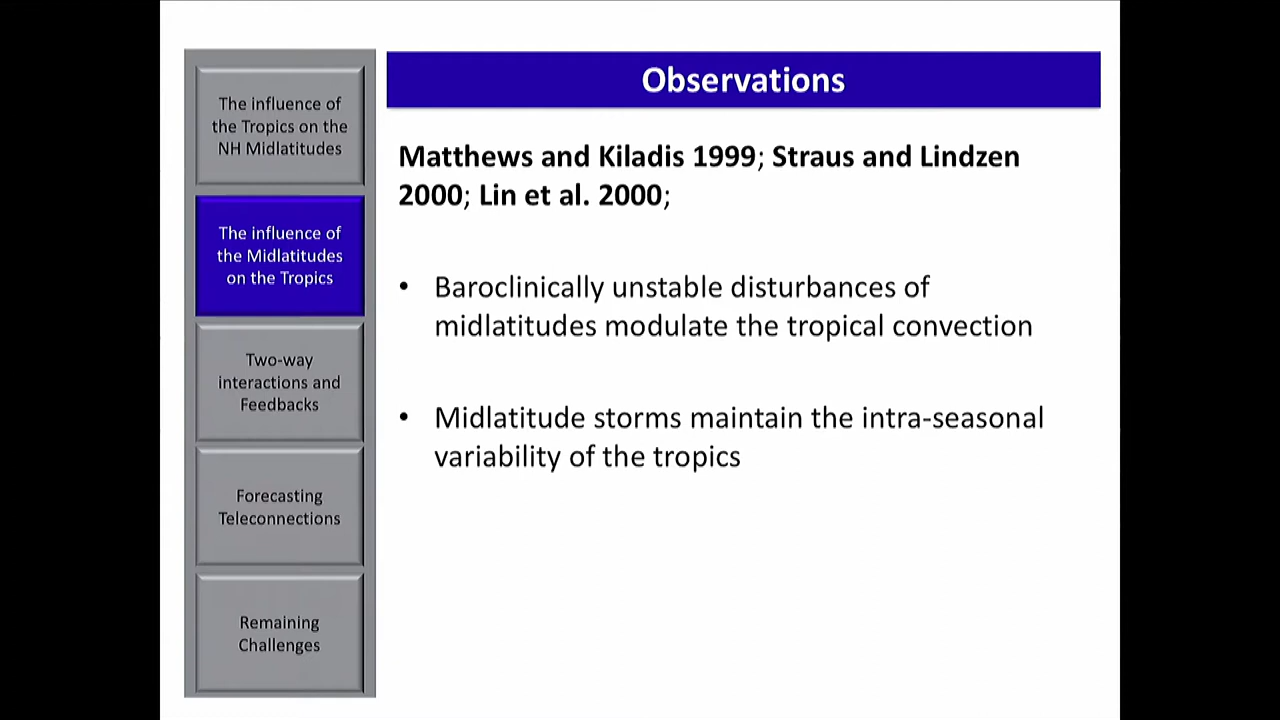 The influence of
the Tropics on the
NH Midlatitudes
The influence of
the Midlatitudes
on the Tropics
Two-way
interactions and
Feedbacks
Forecasting
Teleconnections
Remaining
Challenges
Observations
Matthews and Kiladis 1999; Straus and Lindzen
2000; Lin et al. 2000;
• Baroclinically unstable disturbances of
midlatitudes modulate the tropical convection
• Midlatitude storms maintain the intra-seasonal
variability of the tropics